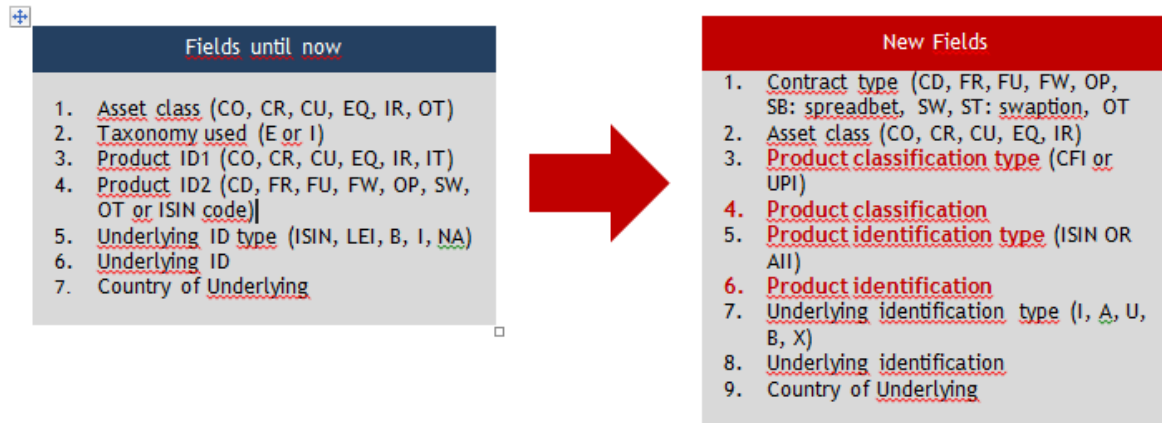 Fields until now
1. Asset class (CO, CR, CU, EQ, IR, OT)
2. Taxonomy used (E or I)
3. Product ID1 (CO, CR, CU, EQ, IR, IT)
4. Product ID2 (CD, FR, FU, FW, OP, SW,
OT or ISIN code)
5. Underlying ID type (ISIN, LEI, B, I, NA)
6. Underlying ID
7. Country of Underlying
New Fields
1. Contract type (CD, FR, FU, FW, OP,
SB: spreadbet, SW, ST: swaption, OT
2. Asset class (CO, CR, CU, EQ, IR)
3. Product classification type (CFI or
UPI)
4. Product classification
5. Product identification type (ISIN OR
AII)
6. Product identification
7. Underlying identification type (I, A, U,
B, X)
8. Underlying identification
9. Country of Underlying